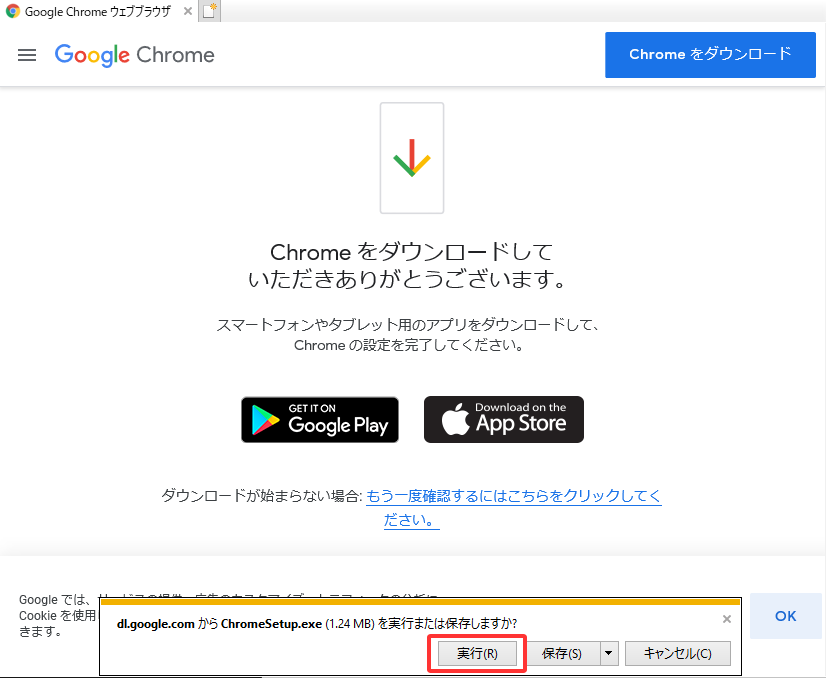 Google Chrome ウェブブラウザ
Google Chrome
Chrome をダウンロード
Chrome をダウンロードして
いただきありがとうございます。
スマートフォンやタブレット用のアプリをダウンロードして、
Chrome の設定を完了してください。
GET IT ON
Google Play
Download on the
App Store
ダウンロードが始まらない場合: もう一度確認するにはこちらをクリックしてく
ださい。
Google では、
Cookie を使用
きます。
OK
dl.google.com から ChromeSetup.exe (1.24 MB) を実行または保存しますか?
実行(R)
保存(S)
キャンセル(C)